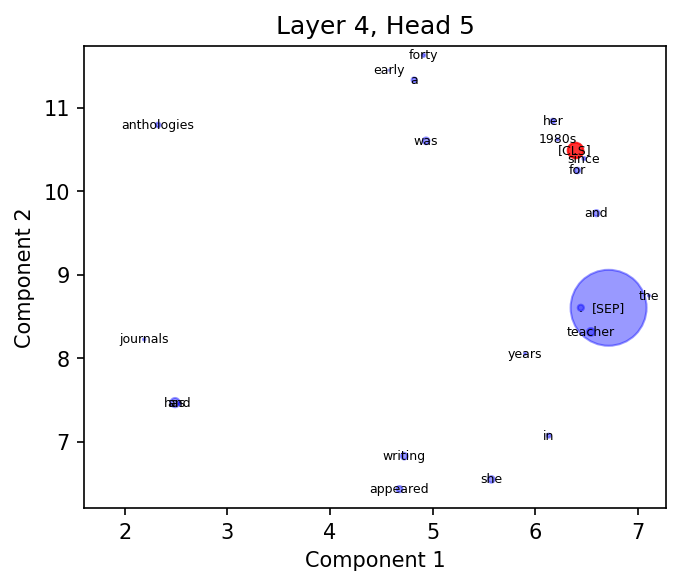 Layer 4, Head 5
forty
early
a
anthologies
was
her
1980s
[CLS]
since
for
and
the
[SEP]
teacher
journals
years
in
writing
she
appeared
11
10
9
8
7
Component 2
2
3
4
5
6
7
Component 1